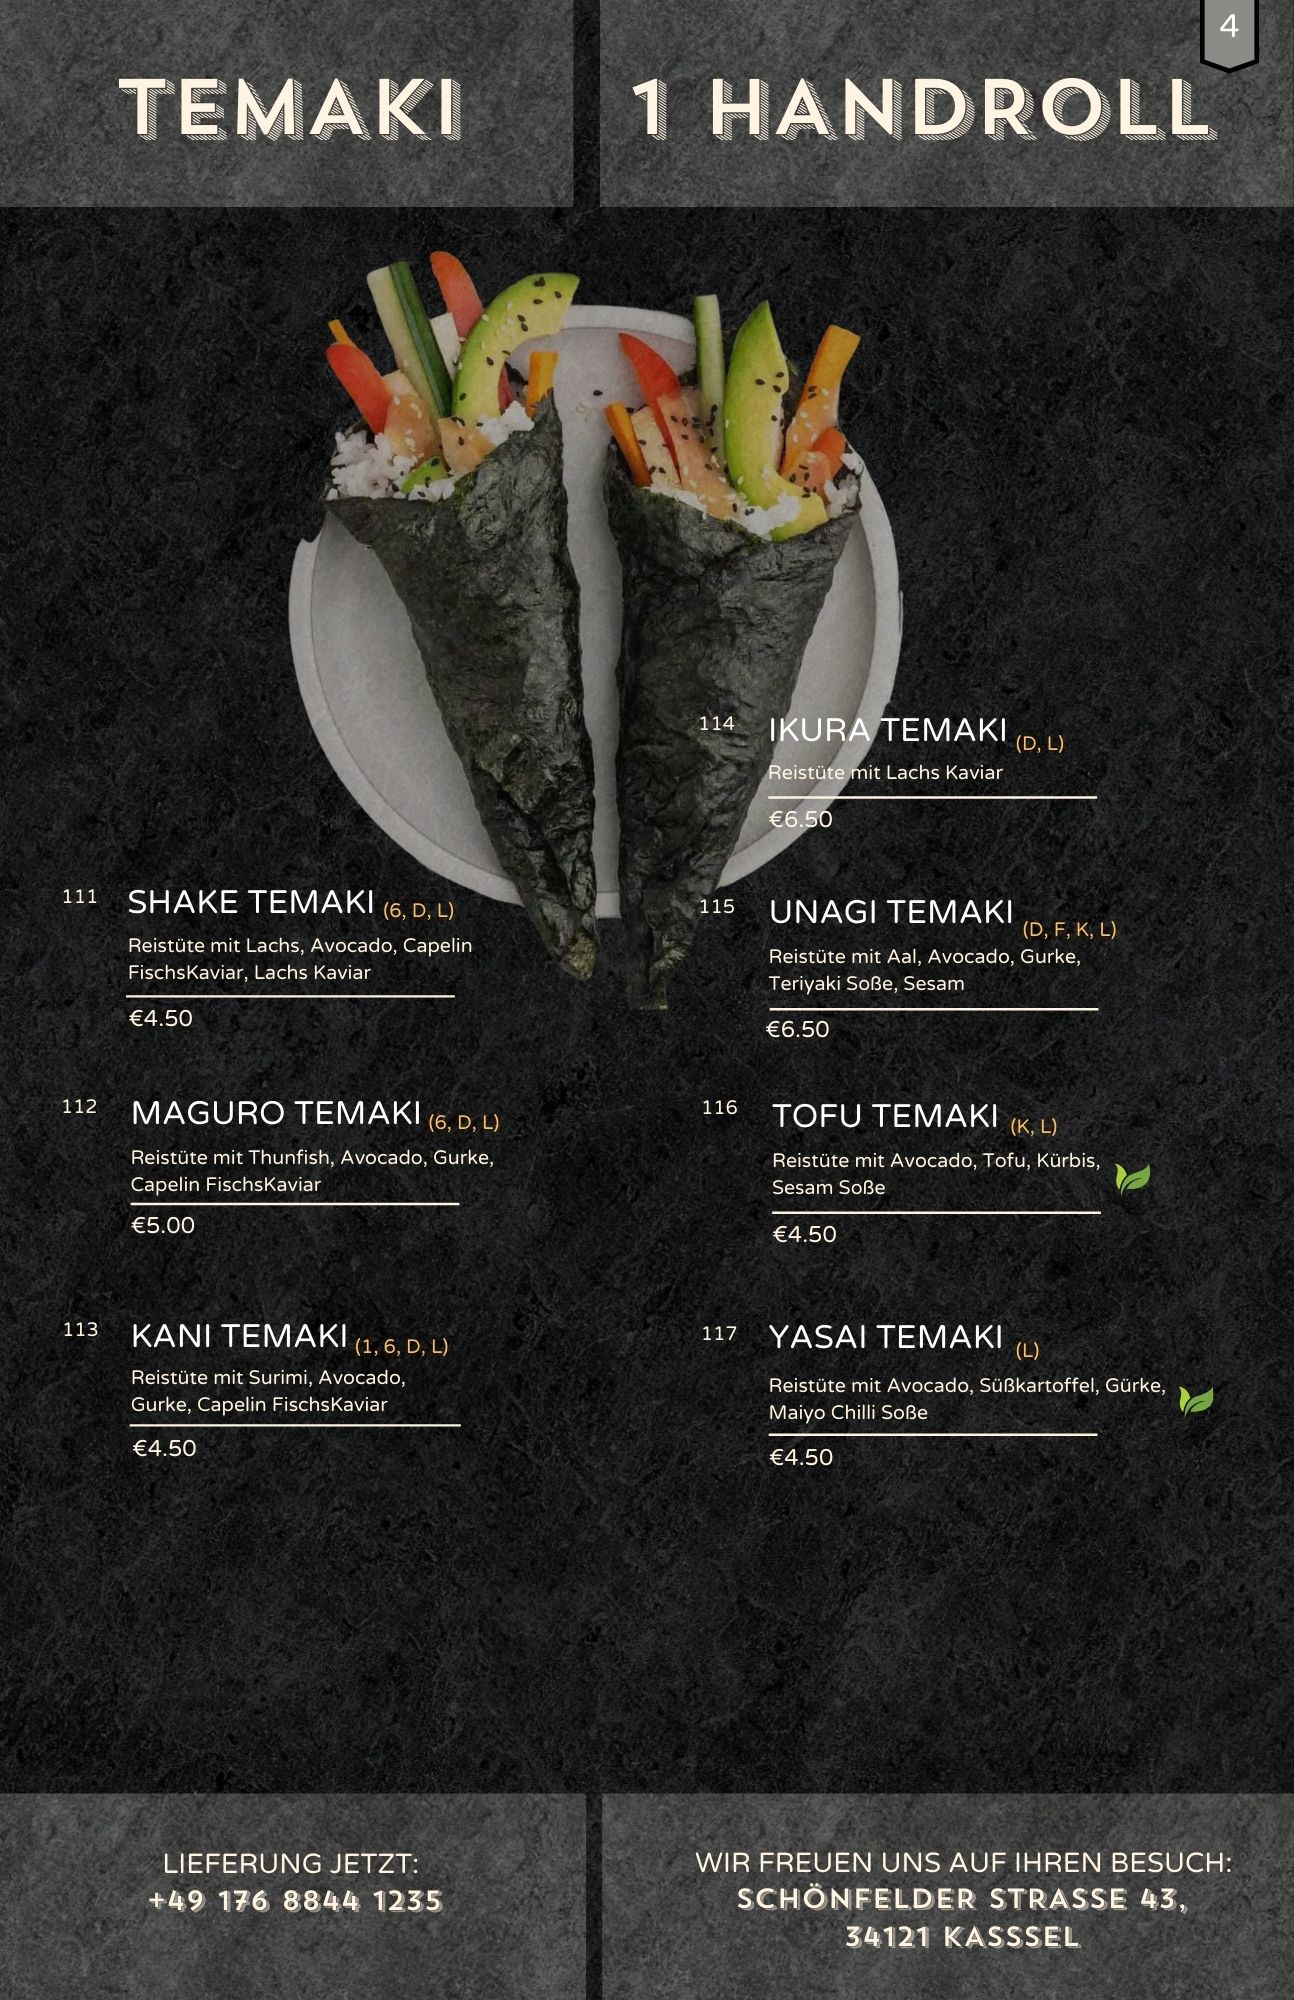 4
TEMAKI
1 HANDROLL
111
SHAKE TEMAKI (6, D, L)
Reistüte mit Lachs, Avocado, Capelin
FischsKaviar, Lachs Kaviar
€4.50
112
MAGURO TEMAKI (6, D, L)
Reistüte mit Thunfish, Avocado, Gurke,
Capelin FischsKaviar
€5.00
113
KANI TEMAKI (1, 6, D, L)
Reistüte mit Surimi, Avocado,
Gurke, Capelin FischsKaviar
€4.50
114
IKURA TEMAKI (D, L)
Reistüte mit Lachs Kaviar
€6.50
115
UNAGI TEMAKI (D, F, K, L)
Reistüte mit Aal, Avocado, Gurke,
Teriyaki Soße, Sesam
€6.50
116
TOFU TEMAKI (K, L)
Reistüte mit Avocado, Tofu, Kürbis,
Sesam Soße
€4.50
117
YASAI TEMAKI (L)
Reistüte mit Avocado, Süßkartoffel, Gürke,
Maiyo Chilli Soße
€4.50
LIEFERUNG JETZT:
+49 176 8844 1235
WIR FREUEN UNS AUF IHREN BESUCH:
SCHÖNFELDER STRASSE 43,
34121 KASSSEL